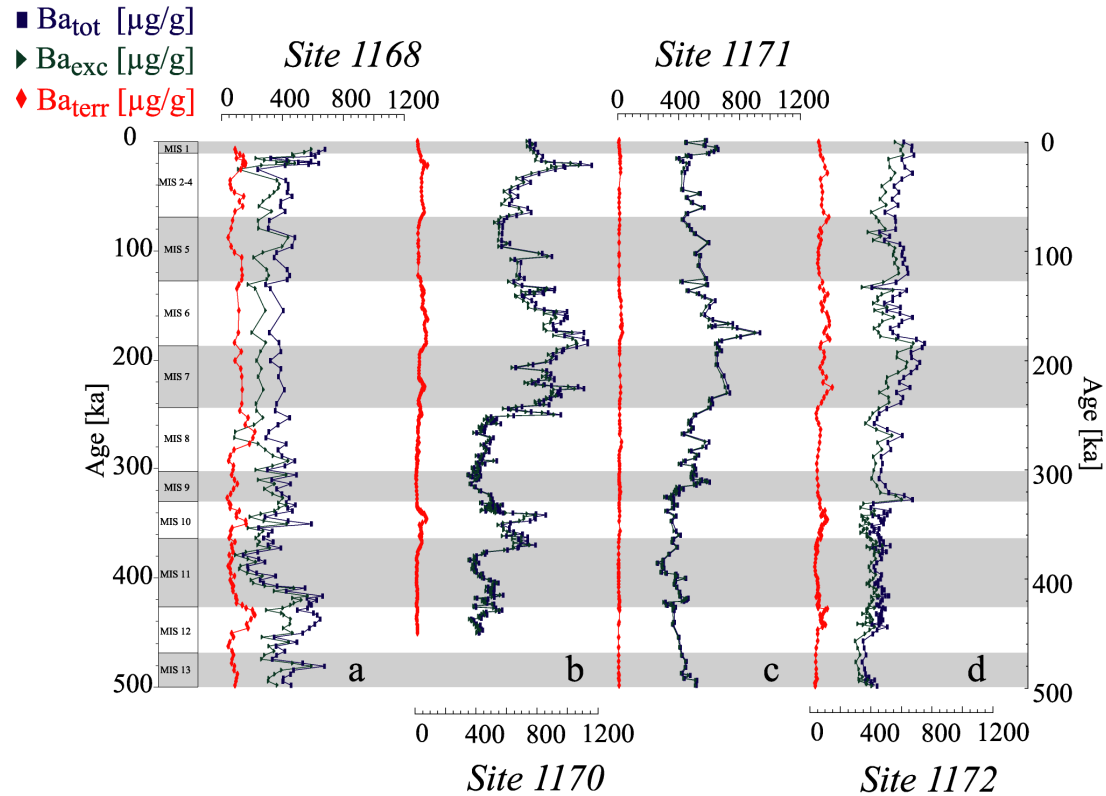 Ba_tot [µg/g]
Ba_exc [µg/g]
Ba_terr [µg/g]
Site 1168
Site 1171
0 400 800 1200
0 400 800 1200
0
100
200
300
400
500
Age [ka]
MIS 1
MIS 2-4
MIS 5
MIS 6
MIS 7
MIS 8
MIS 9
MIS 10
MIS 11
MIS 12
MIS 13
a
b
c
d
0
100
200
300
400
500
Age [ka]
0 400 800 1200
0 400 800 1200
Site 1170
Site 1172